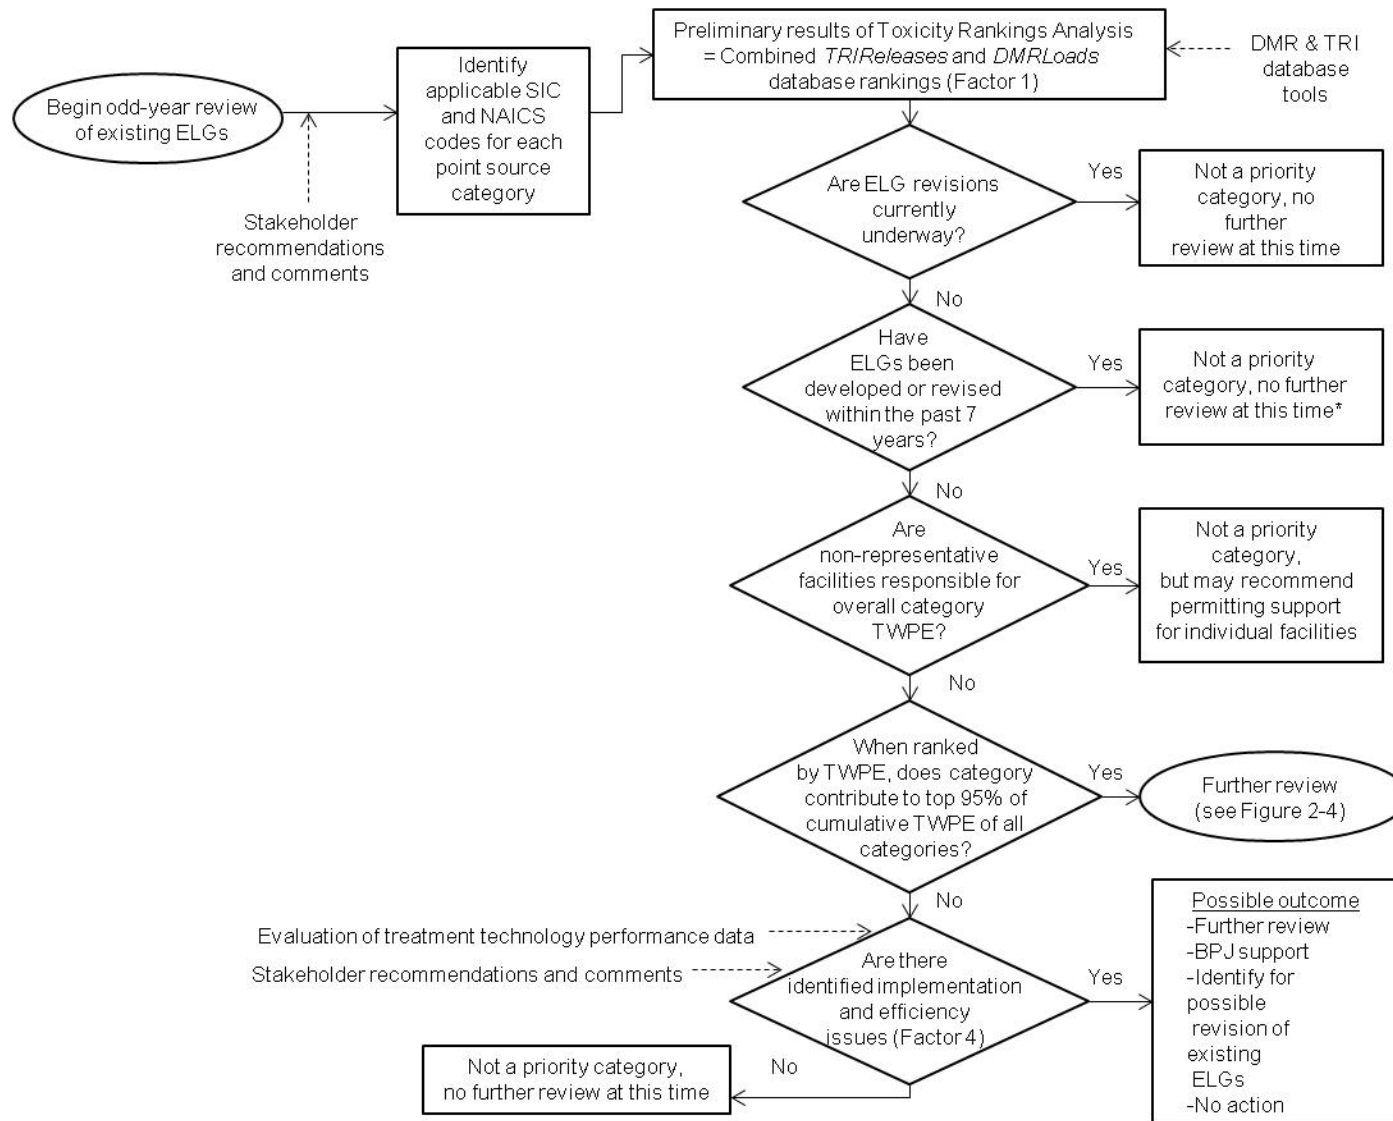 Begin odd-year review
of existing ELGs
Stakeholder
recommendations
and comments
Identify
applicable SIC
and NAICS
codes for each
point source
category
Preliminary results of Toxicity Rankings Analysis
= Combined TRIReleases and DMRLoads
database rankings (Factor 1)
DMR & TRI
database
tools
Are ELG revisions
currently
underway?
Yes
Not a priority
category, no
further
review at this time
No
Have
ELGs been
developed or revised
within the past 7
years?
Yes
Not a priority
category, no further
review at this time*
No
Are
non-representative
facilities responsible for
overall category
TWPE?
Yes
Not a priority
category,
but may recommend
permitting support
for individual facilities
No
When ranked
by TWPE, does category
contribute to top 95% of
cumulative TWPE of all
categories?
Yes
Further review
(see Figure 2-4)
No
Evaluation of treatment technology performance data
Stakeholder recommendations and comments
Are there
identified implementation
and efficiency
issues (Factor 4)
Yes
Possible outcome
-Further review
-BPJ support
-Identify for
possible
revision of
existing
ELGs
-No action
No
Not a priority category,
no further review at this time